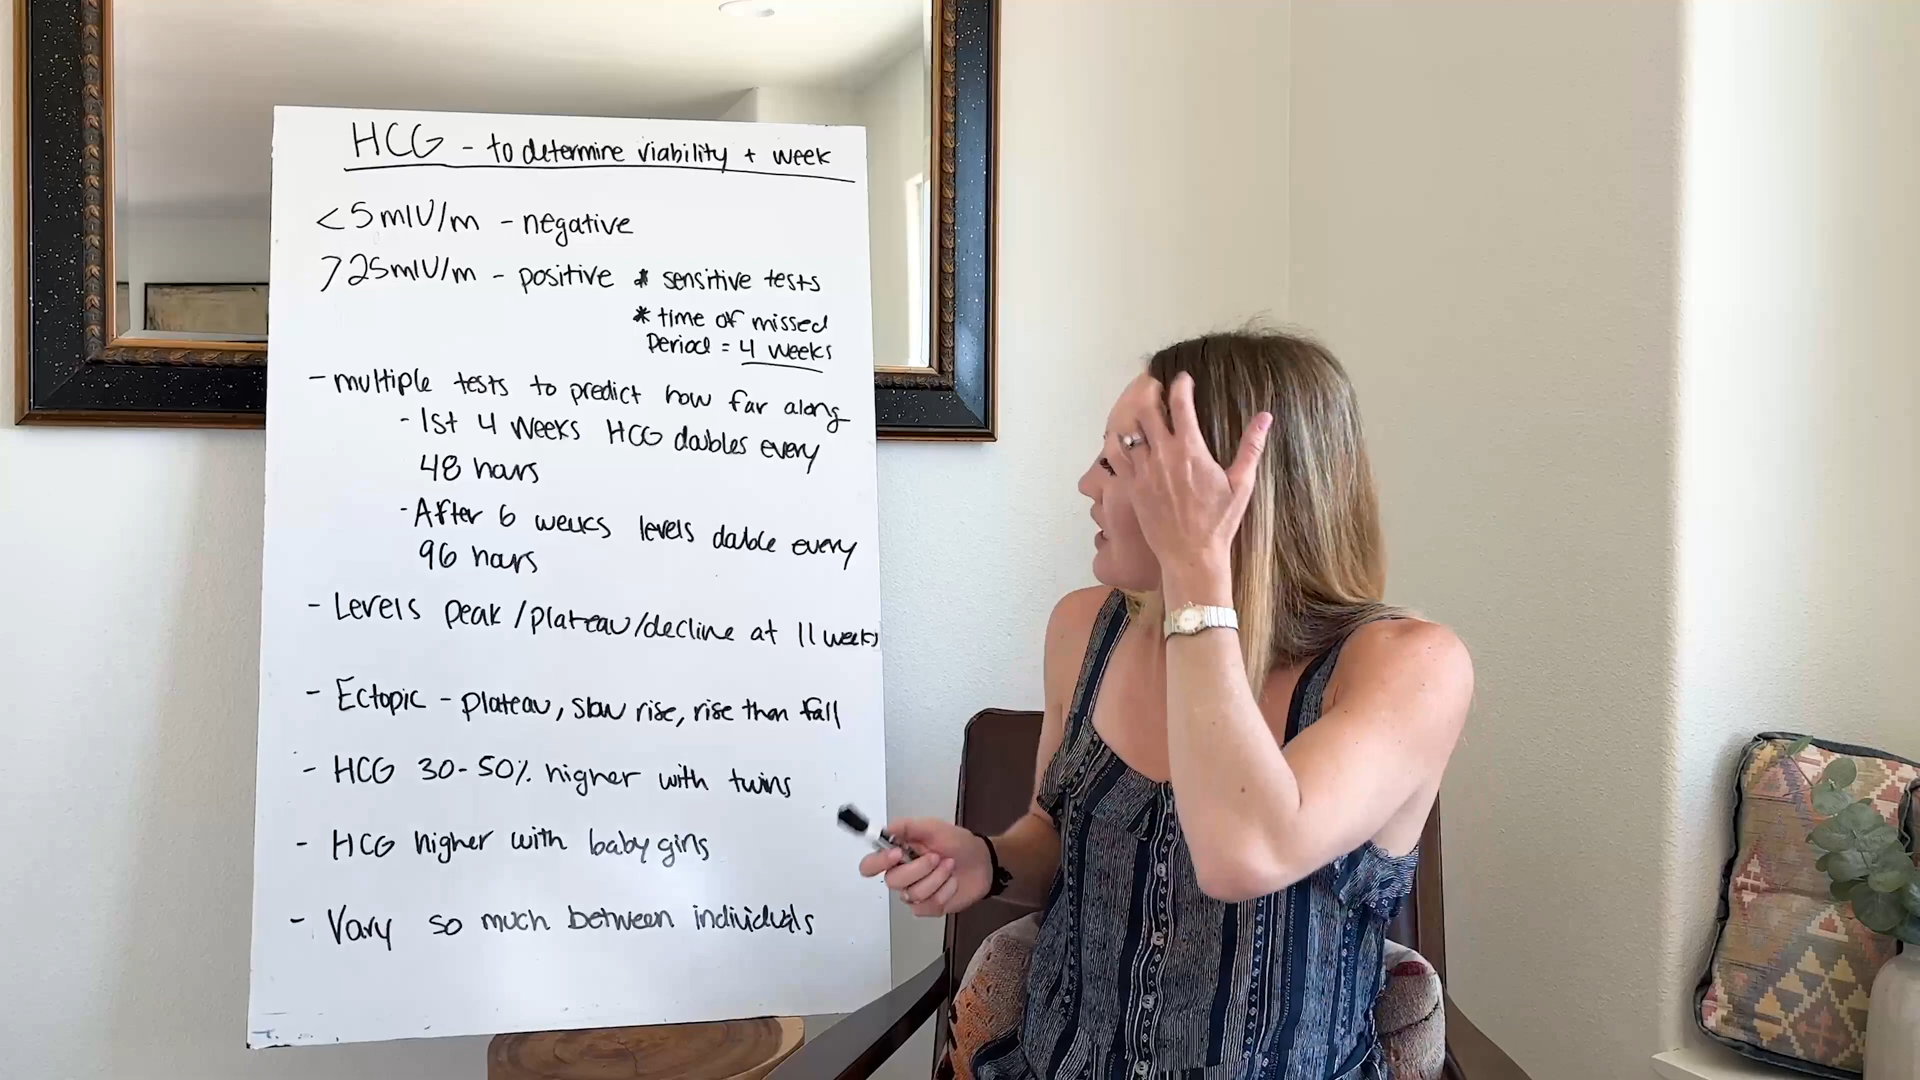 HCG - to determine viability + week
<5mIU/m - negative
>25mIU/m - positive * sensitive tests
* time of missed
Period = 4 weeks
- multiple tests to predict how far along
- 1st 4 weeks HCG doubles every
48 hours
- After 6 weeks levels double every
96 hours
- Levels peak/plateau/decline at 11 weeks
- Ectopic - plateau, slow rise, rise then fall
- HCG 30-50% higher with twins
- HCG higher with baby girls
- Vary so much between individuals